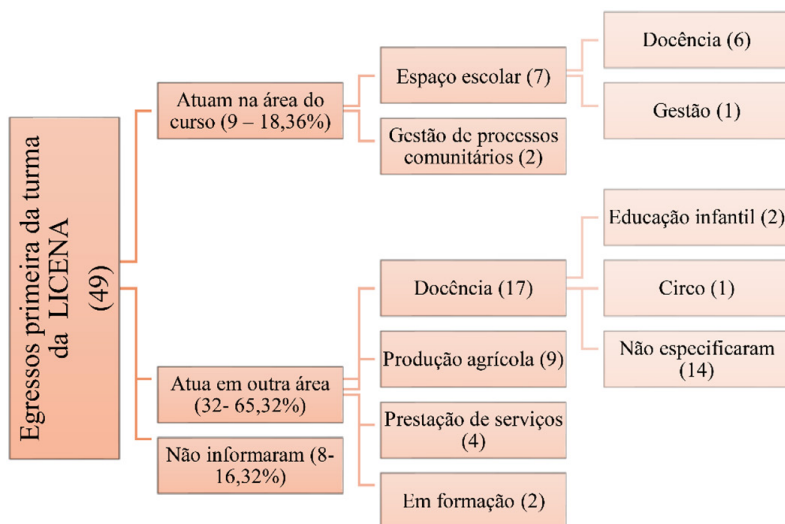 Egressos primeira da turma
da LICENA
(49)
Atuam na área do
curso (9 – 18,36%)
Espaço escolar (7)
Docência (6)
Gestão (1)
Gestão de processos
comunitários (2)
Atua em outra área
(32- 65,32%)
Docência (17)
Educação infantil (2)
Circo (1)
Não especificaram
(14)
Produção agrícola (9)
Prestação de serviços
(4)
Em formação (2)
Não informaram (8-
16,32%)